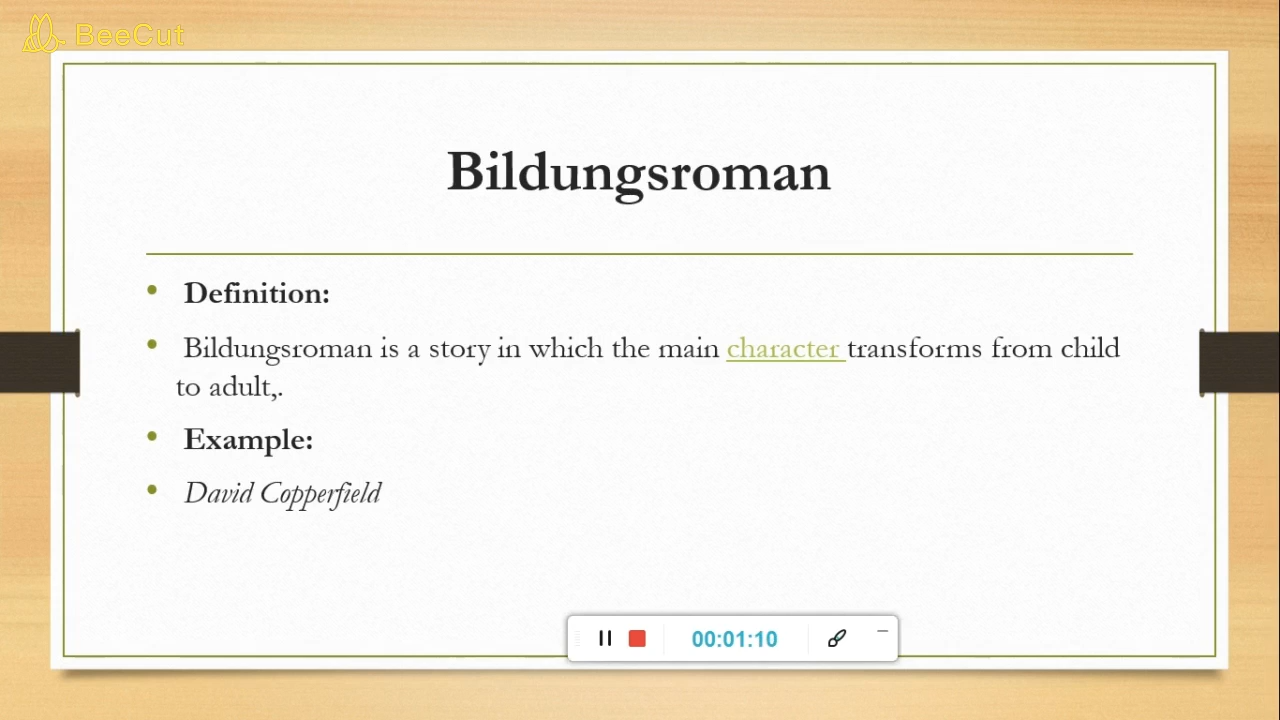 BeeCut
Bildungsroman
• Definition:
• Bildungsroman is a story in which the main character transforms from child
to adult,.
• Example:
• David Copperfield
00:01:10